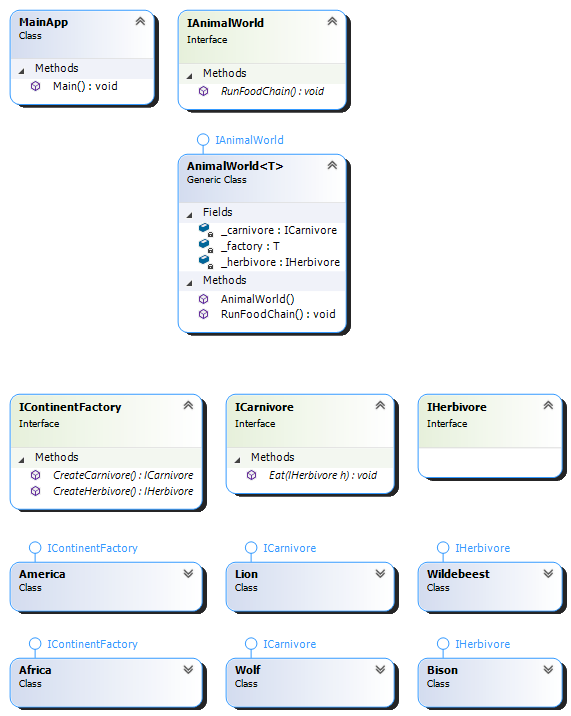 MainApp
Class
Methods
Main() : void
IAnimalWorld
Interface
Methods
RunFoodChain() : void
IAnimalWorld
AnimalWorld<T>
Generic Class
Fields
_carnivore : ICarnivore
_factory : T
_herbivore : IHerbivore
Methods
AnimalWorld()
RunFoodChain() : void
IContinentFactory
Interface
Methods
CreateCarnivore() : ICarnivore
CreateHerbivore() : IHerbivore
ICarnivore
Interface
Methods
Eat(IHerbivore h) : void
IHerbivore
Interface
IContinentFactory
America
Class
ICarnivore
Lion
Class
IHerbivore
Wildebeest
Class
IContinentFactory
Africa
Class
ICarnivore
Wolf
Class
IHerbivore
Bison
Class